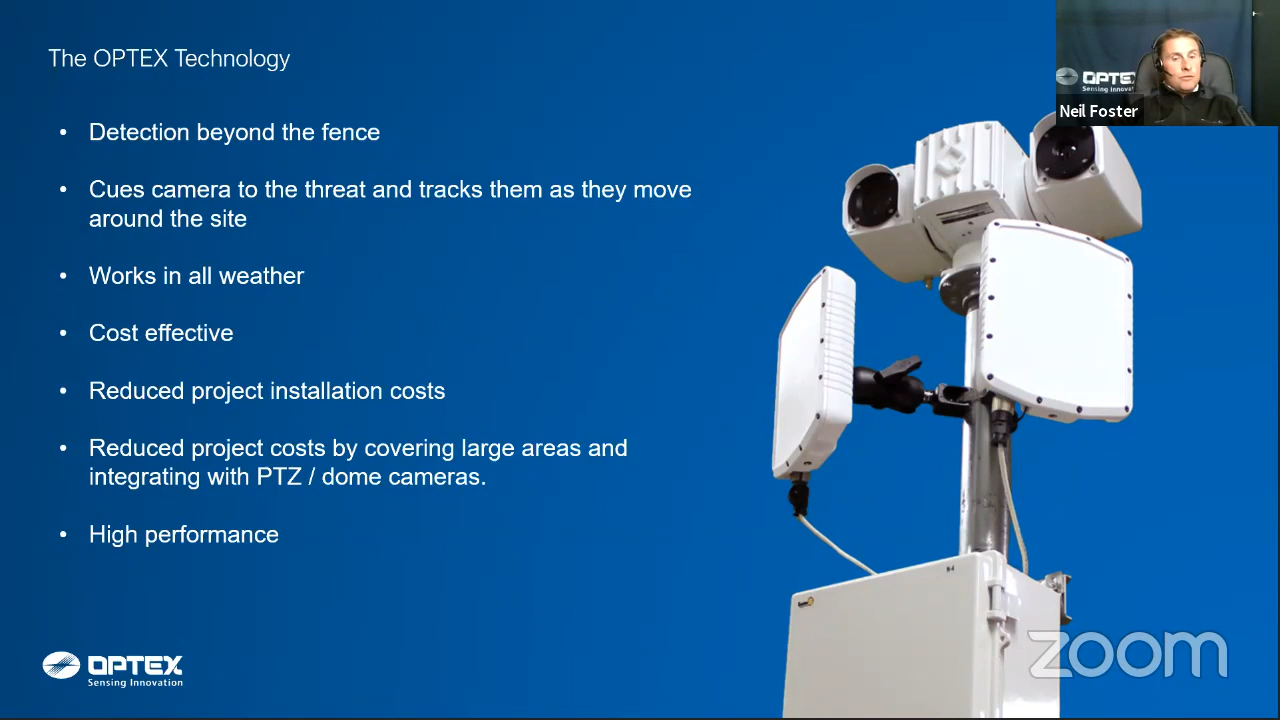 The OPTEX Technology
OPTEX
Sensing Innovat
Neil Foster
• Detection beyond the fence
• Cues camera to the threat and tracks them as they move
around the site
• Works in all weather
• Cost effective
• Reduced project installation costs
• Reduced project costs by covering large areas and
integrating with PTZ / dome cameras.
• High performance
OPTEX
Sensing Innovation
zoom